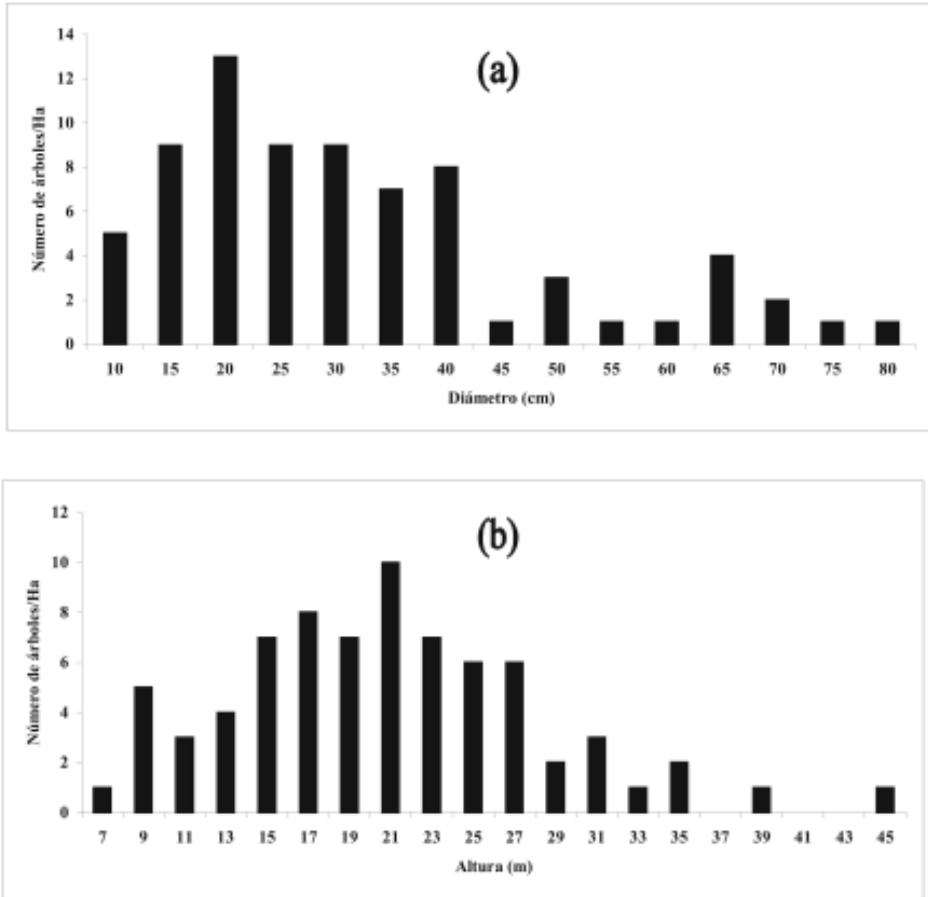 (a)
Número de árboles/Ha
14
12
10
8
6
4
2
0
10 15 20 25 30 35 40 45 50 55 60 65 70 75 80
Diámetro (cm)
(b)
Número de árboles/Ha
12
10
8
6
4
2
0
7 9 11 13 15 17 19 21 23 25 27 29 31 33 35 37 39 41 43 45
Altura (m)